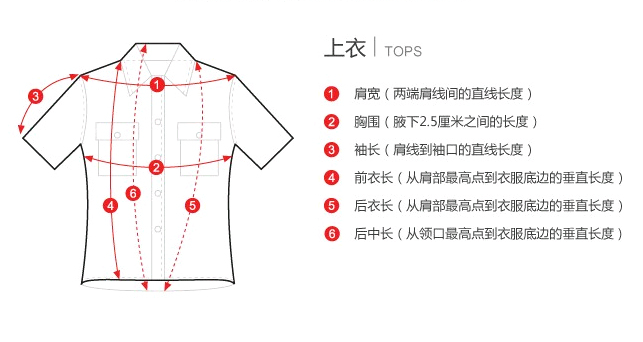 上衣 | TOPS
1 肩宽（两端肩线间的直线长度）
2 胸围（腋下2.5厘米之间的长度）
3 袖长（肩线到袖口的直线长度）
4 前衣长（从肩部最高点到衣服底边的垂直长度）
5 后衣长（从肩部最高点到衣服底边的垂直长度）
6 后中长（从领口最高点到衣服底边的垂直长度）
1
3
2
6
4
5